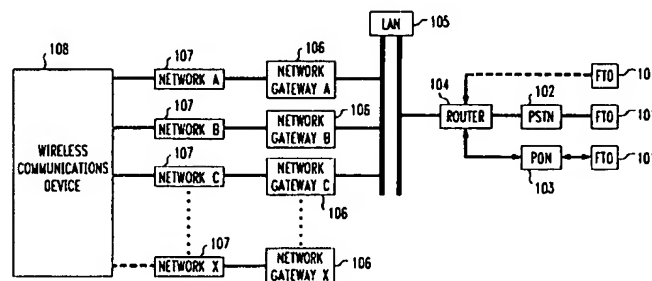 LAN
105
108
107
106
NETWORK A
NETWORK
GATEWAY A
107
106
NETWORK B
NETWORK
GATEWAY B
WIRELESS
COMMUNICATIONS
DEVICE
107
NETWORK C
NETWORK
GATEWAY C
106
107
NETWORK X
NETWORK
GATEWAY X
106
104
ROUTER
102
PSTN
PON
103
FTO
10
FTO
10
FTO
10